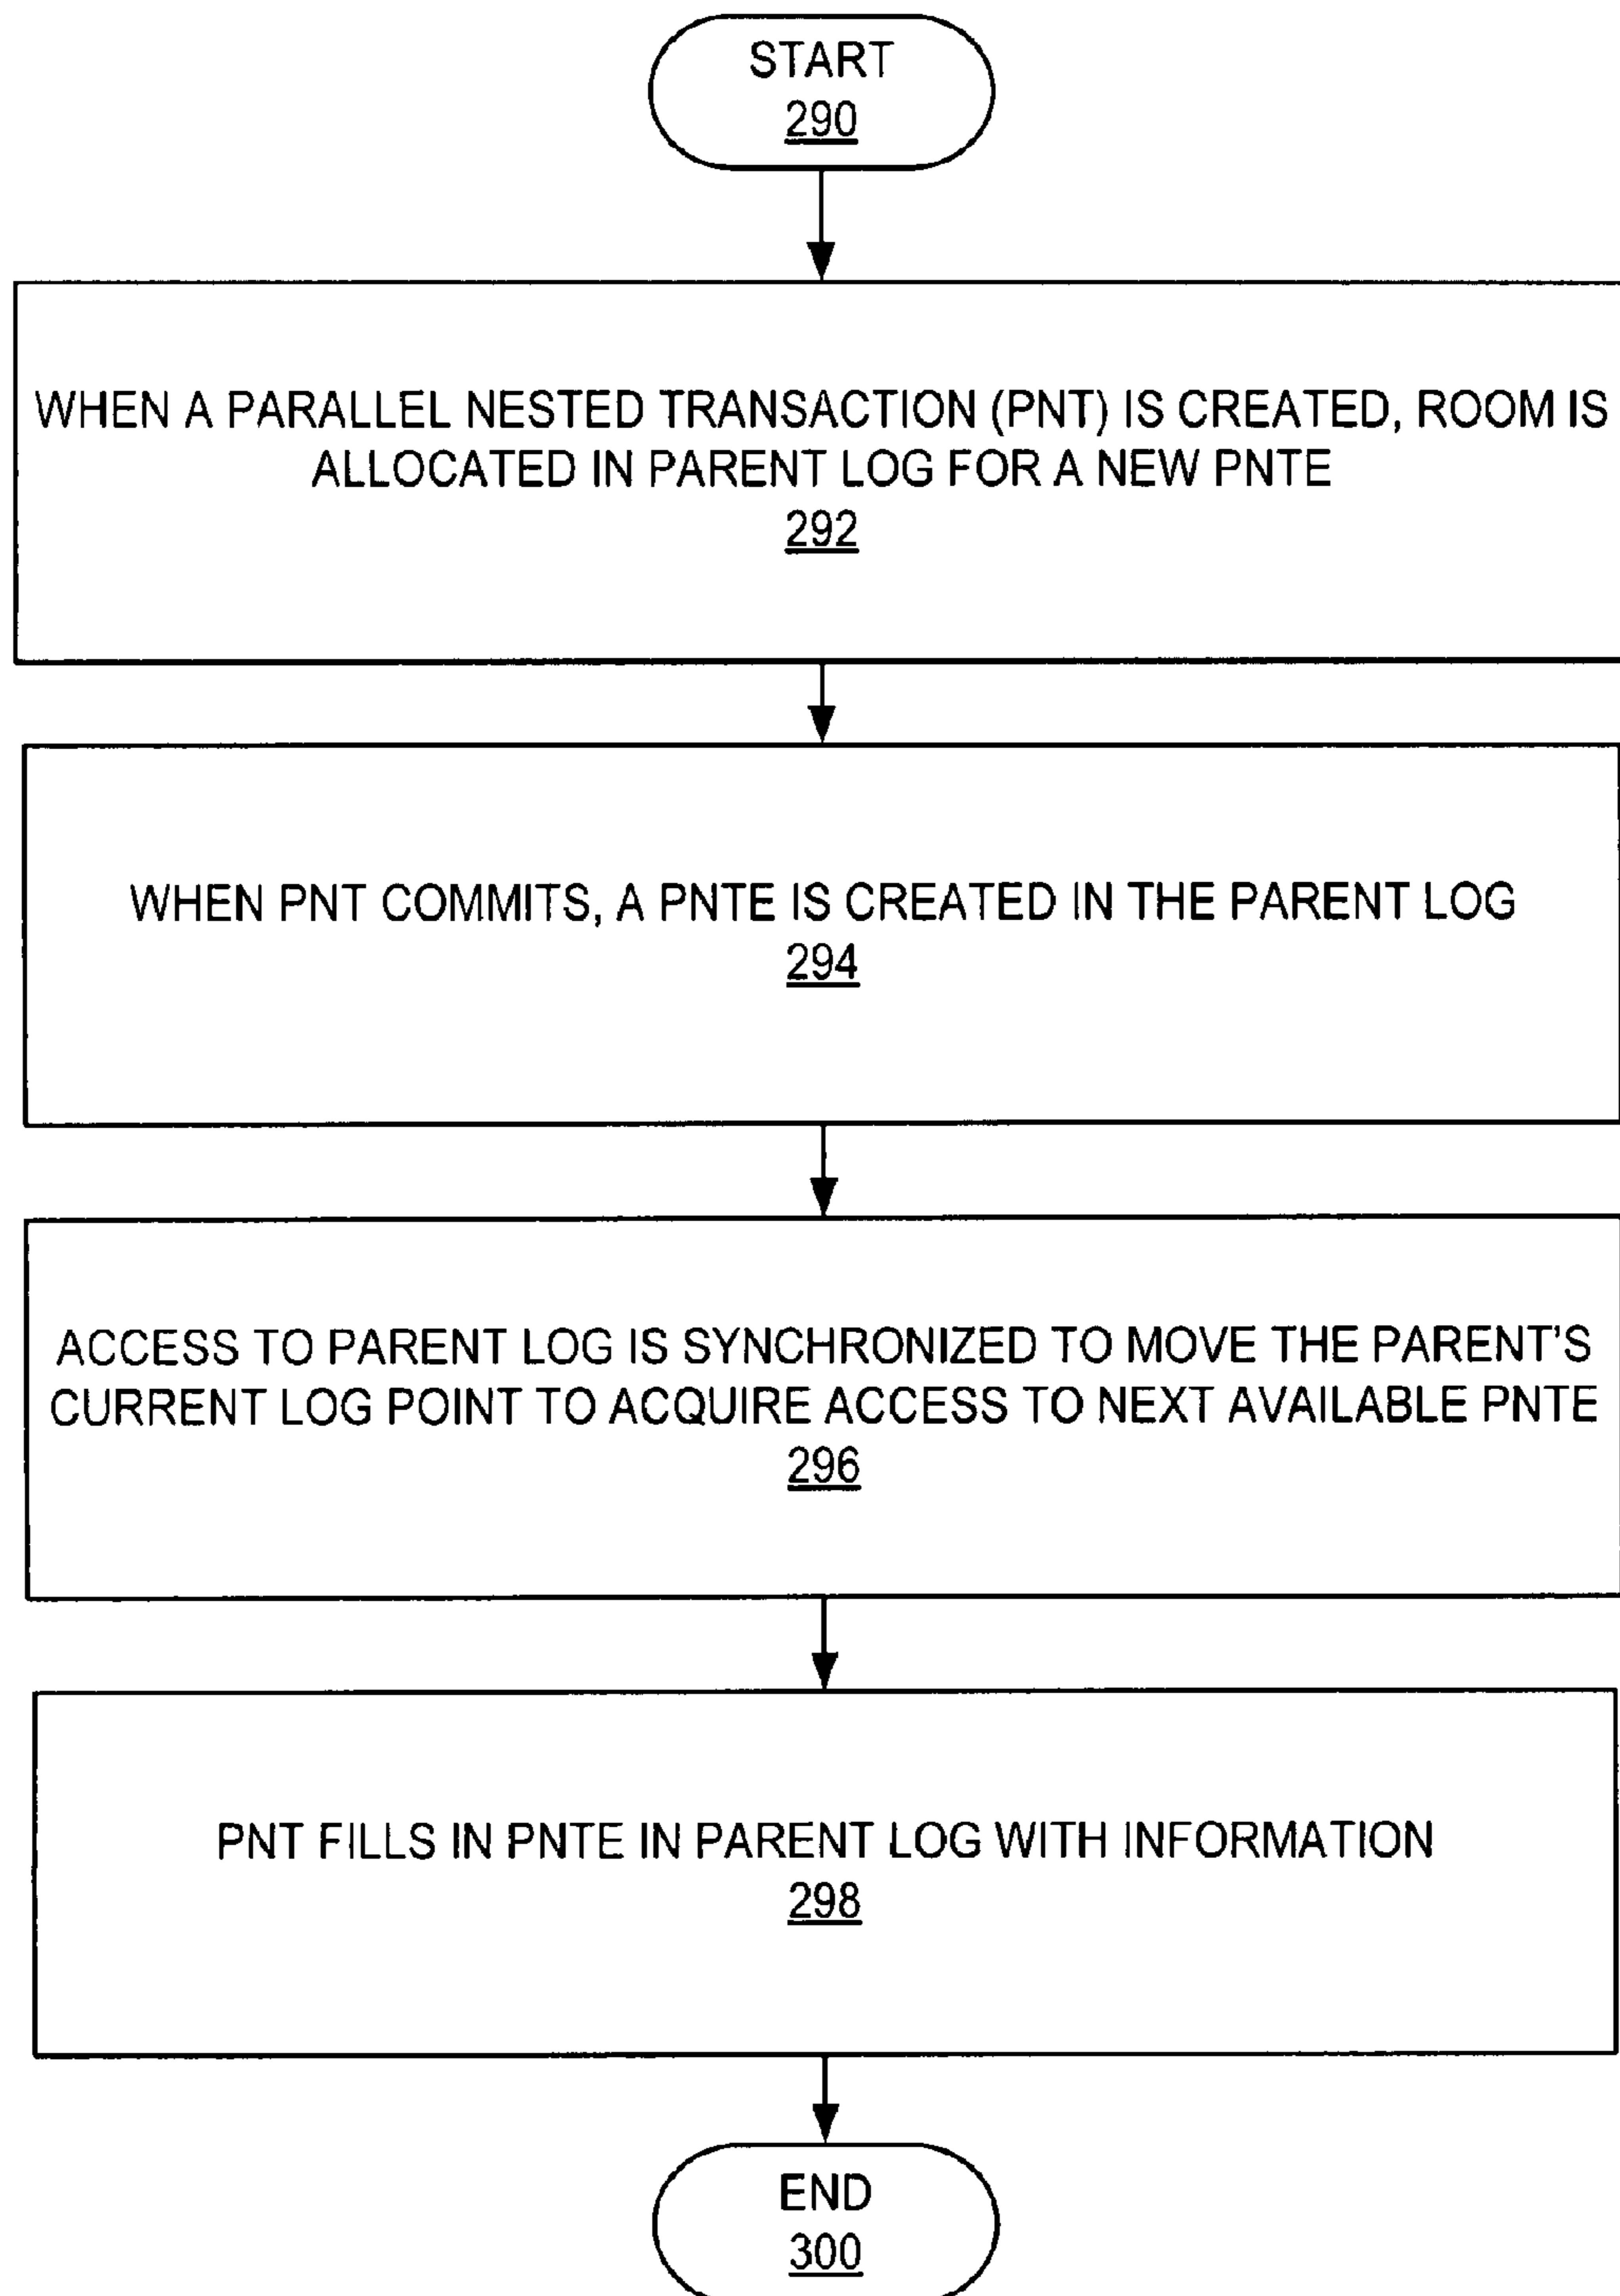 START
290
WHEN A PARALLEL NESTED TRANSACTION (PNT) IS CREATED, ROOM IS
ALLOCATED IN PARENT LOG FOR A NEW PNTE
292
WHEN PNT COMMITS, A PNTE IS CREATED IN THE PARENT LOG
294
ACCESS TO PARENT LOG IS SYNCHRONIZED TO MOVE THE PARENT'S
CURRENT LOG POINT TO ACQUIRE ACCESS TO NEXT AVAILABLE PNTE
296
PNT FILLS IN PNTE IN PARENT LOG WITH INFORMATION
298
END
300